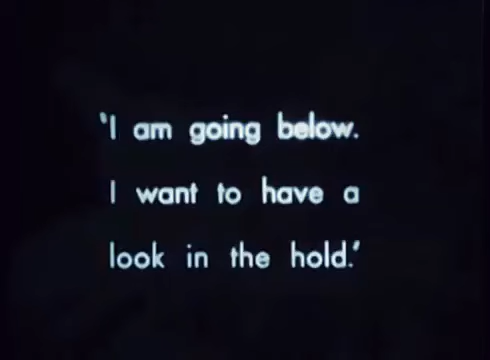 'I am going below.
I want to have a
look in the hold.'